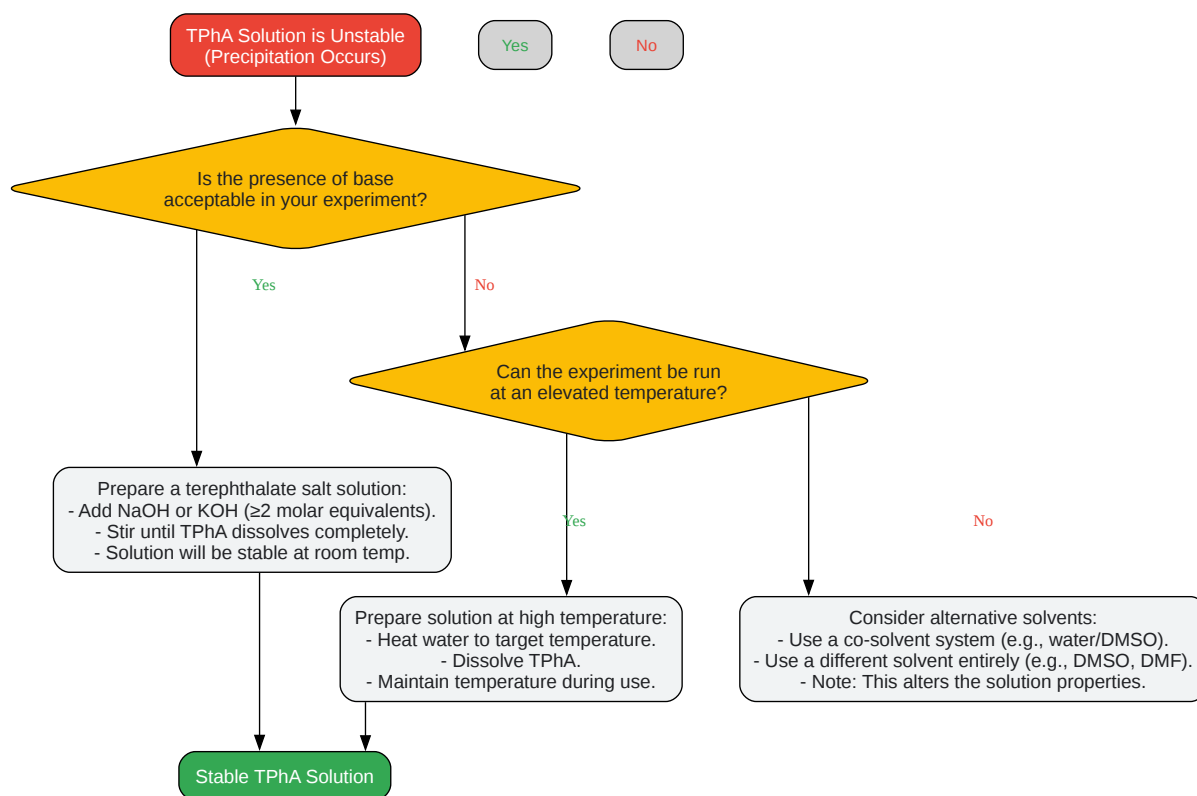 TPhA Solution is Unstable
(Precipitation Occurs)
Yes
No
Is the presence of base
acceptable in your experiment?
Yes
No
Can the experiment be run
at an elevated temperature?
Prepare a terephthalate salt solution:
- Add NaOH or KOH (≥2 molar equivalents).
- Stir until TPhA dissolves completely.
- Solution will be stable at room temp.
Yes
No
Prepare solution at high temperature:
- Heat water to target temperature.
- Dissolve TPhA.
- Maintain temperature during use.
Consider alternative solvents:
- Use a co-solvent system (e.g., water/DMSO).
- Use a different solvent entirely (e.g., DMSO, DMF).
- Note: This alters the solution properties.
Stable TPhA Solution